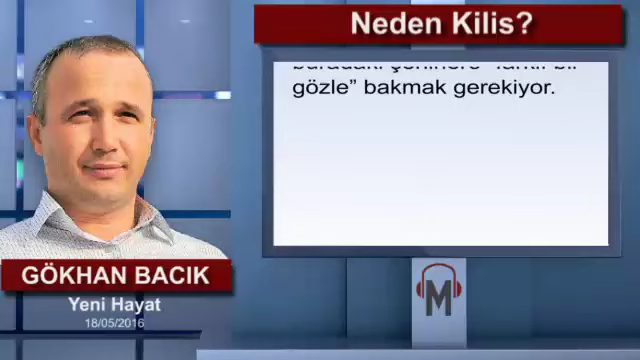 Neden Kilis?
gözle” bakmak gerekiyor.
GÖKHAN BACIK
Yeni Hayat
18/05/2016
M